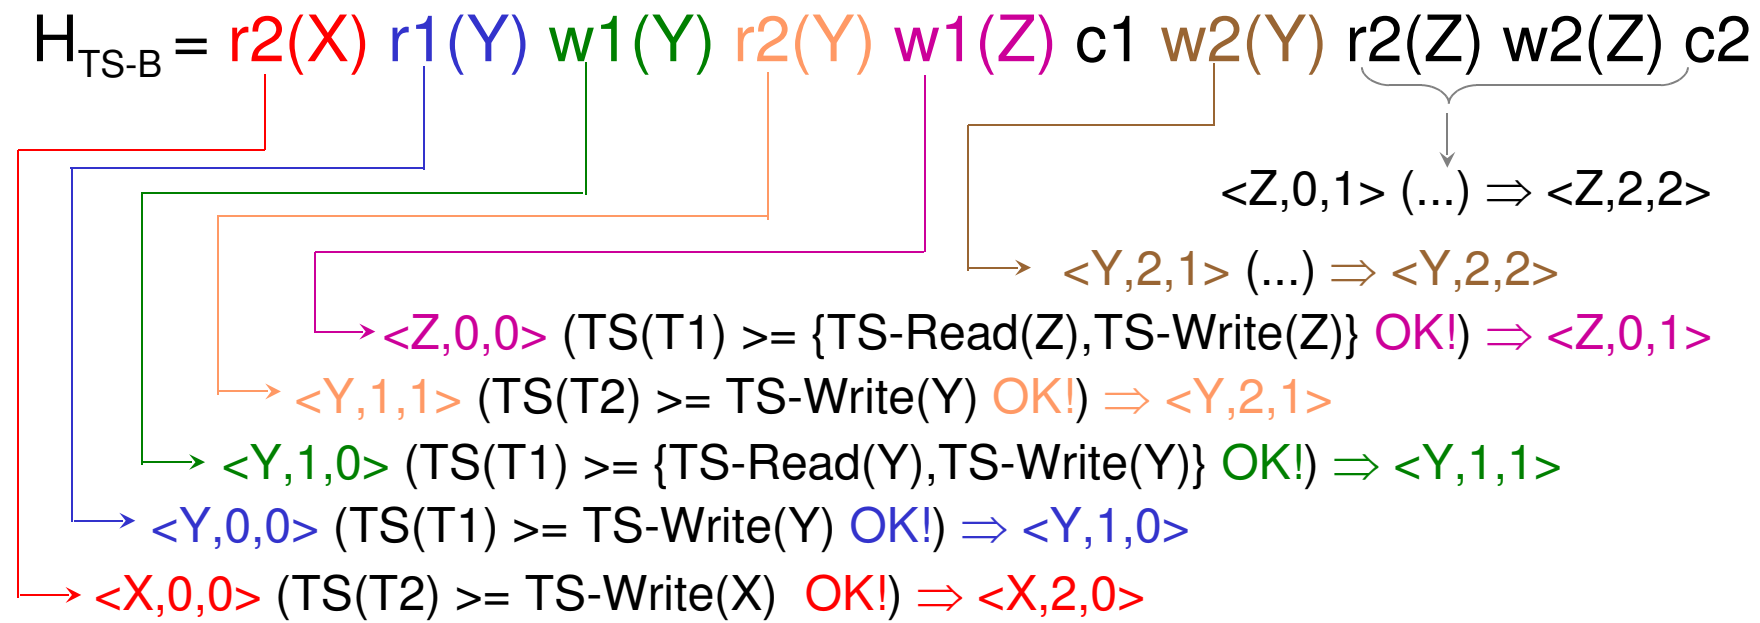 H TS-B = r2(X) r1(Y) w1(Y) r2(Y) w1(Z) c1 w2(Y) r2(Z) w2(Z) c2
<Z,0,1> (...) ⇒ <Z,2,2>
<Y,2,1> (...) ⇒ <Y,2,2>
<Z,0,0> (TS(T1) >= {TS-Read(Z),TS-Write(Z)} OK!) ⇒ <Z,0,1>
<Y,1,1> (TS(T2) >= TS-Write(Y) OK!) ⇒ <Y,2,1>
<Y,1,0> (TS(T1) >= {TS-Read(Y),TS-Write(Y)} OK!) ⇒ <Y,1,1>
<Y,0,0> (TS(T1) >= TS-Write(Y) OK!) ⇒ <Y,1,0>
<X,0,0> (TS(T2) >= TS-Write(X) OK!) ⇒ <X,2,0>